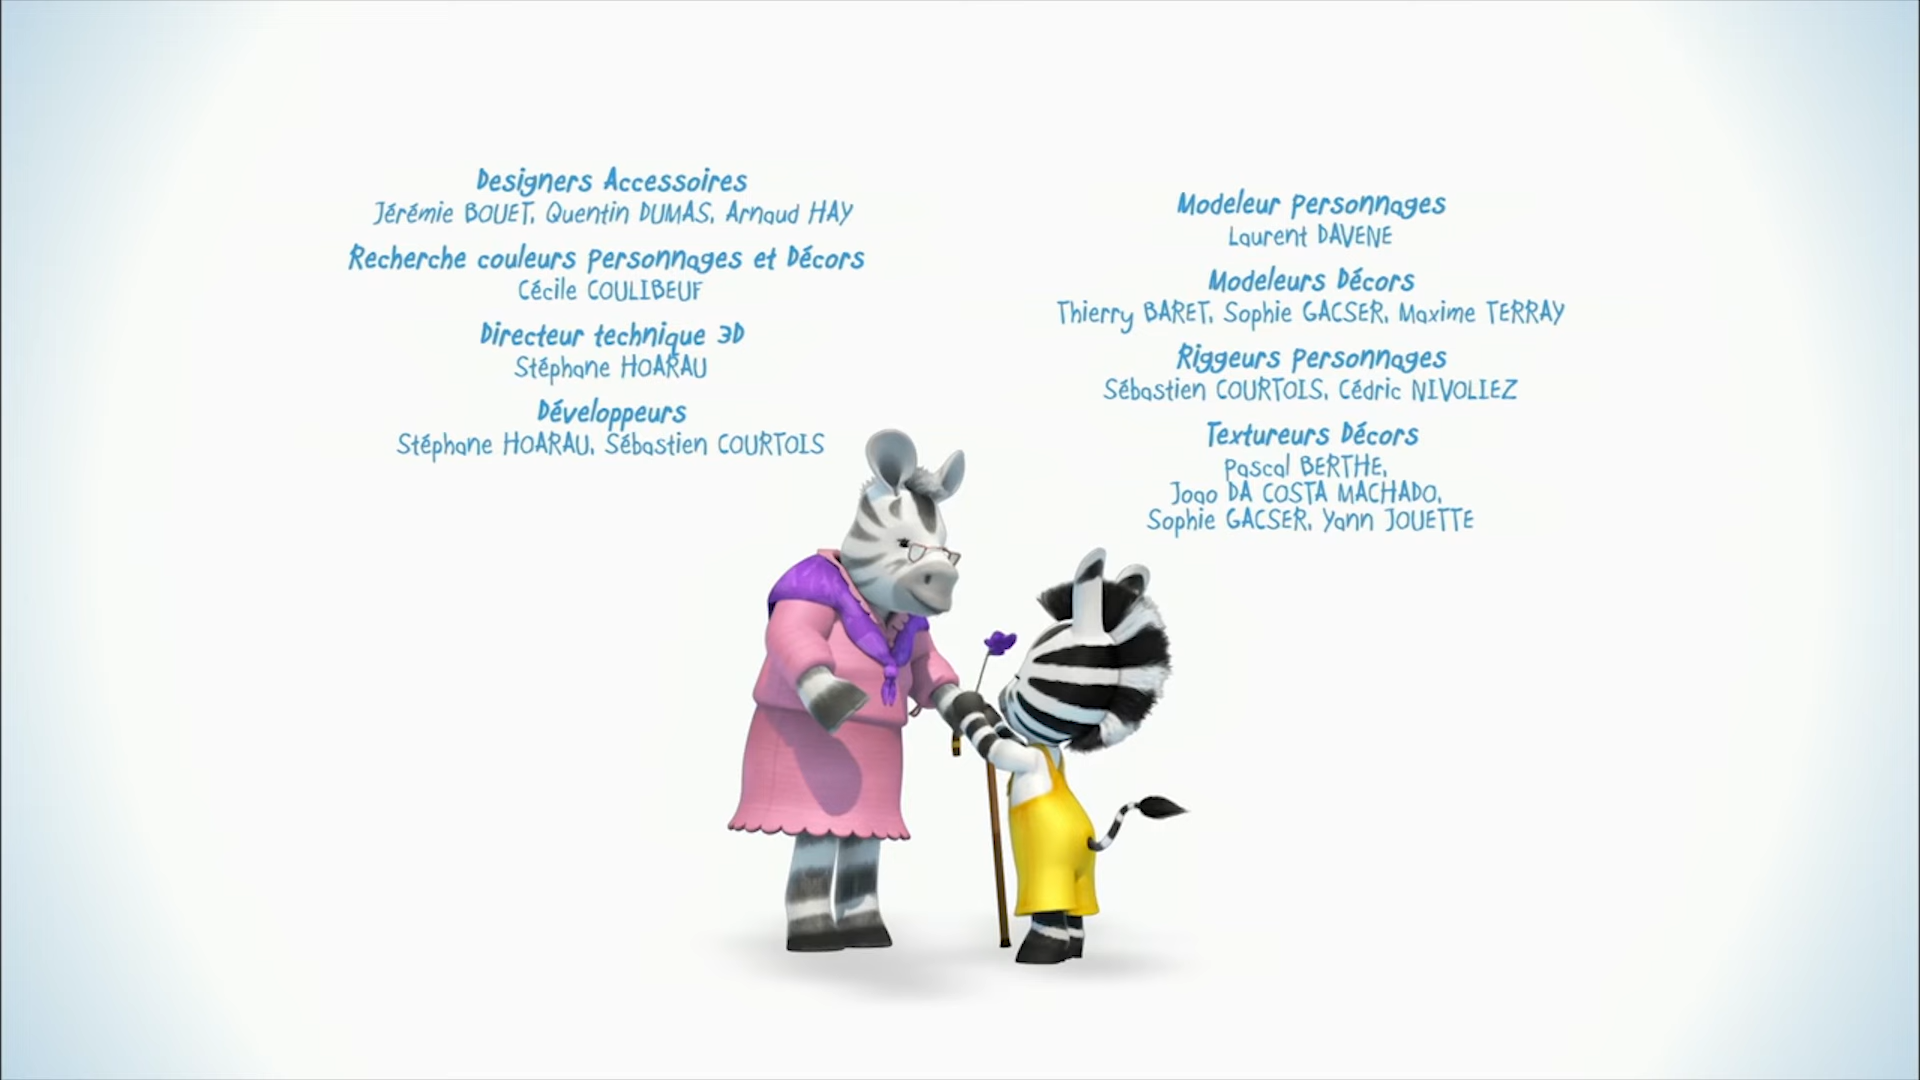 Designers Accessoires
Jérémie BOUET, Quentin DUMAS, Arnaud HAY
Recherche couleurs Personnages et Décors
Cécile COULIBEUF
Directeur technique 3D
Stéphane HOARAU
Développeurs
Stéphane HOARAU, Sébastien COURTOIS
Modeleur Personnages
Laurent DAVENE
Modeleurs Décors
Thierry BARET, Sophie GACSER, Maxime TERRAY
Riggeurs Personnages
Sébastien COURTOIS, Cédric NIVOLIEZ
Textureurs Décors
Pascal BERTHE,
Joao DA COSTA MACHADO,
Sophie GACSER, Yann JOUETTE